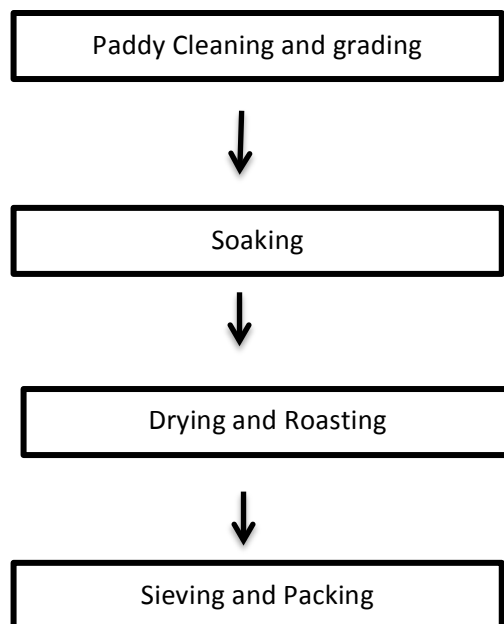 Paddy Cleaning and grading
Soaking
Drying and Roasting
Sieving and Packing